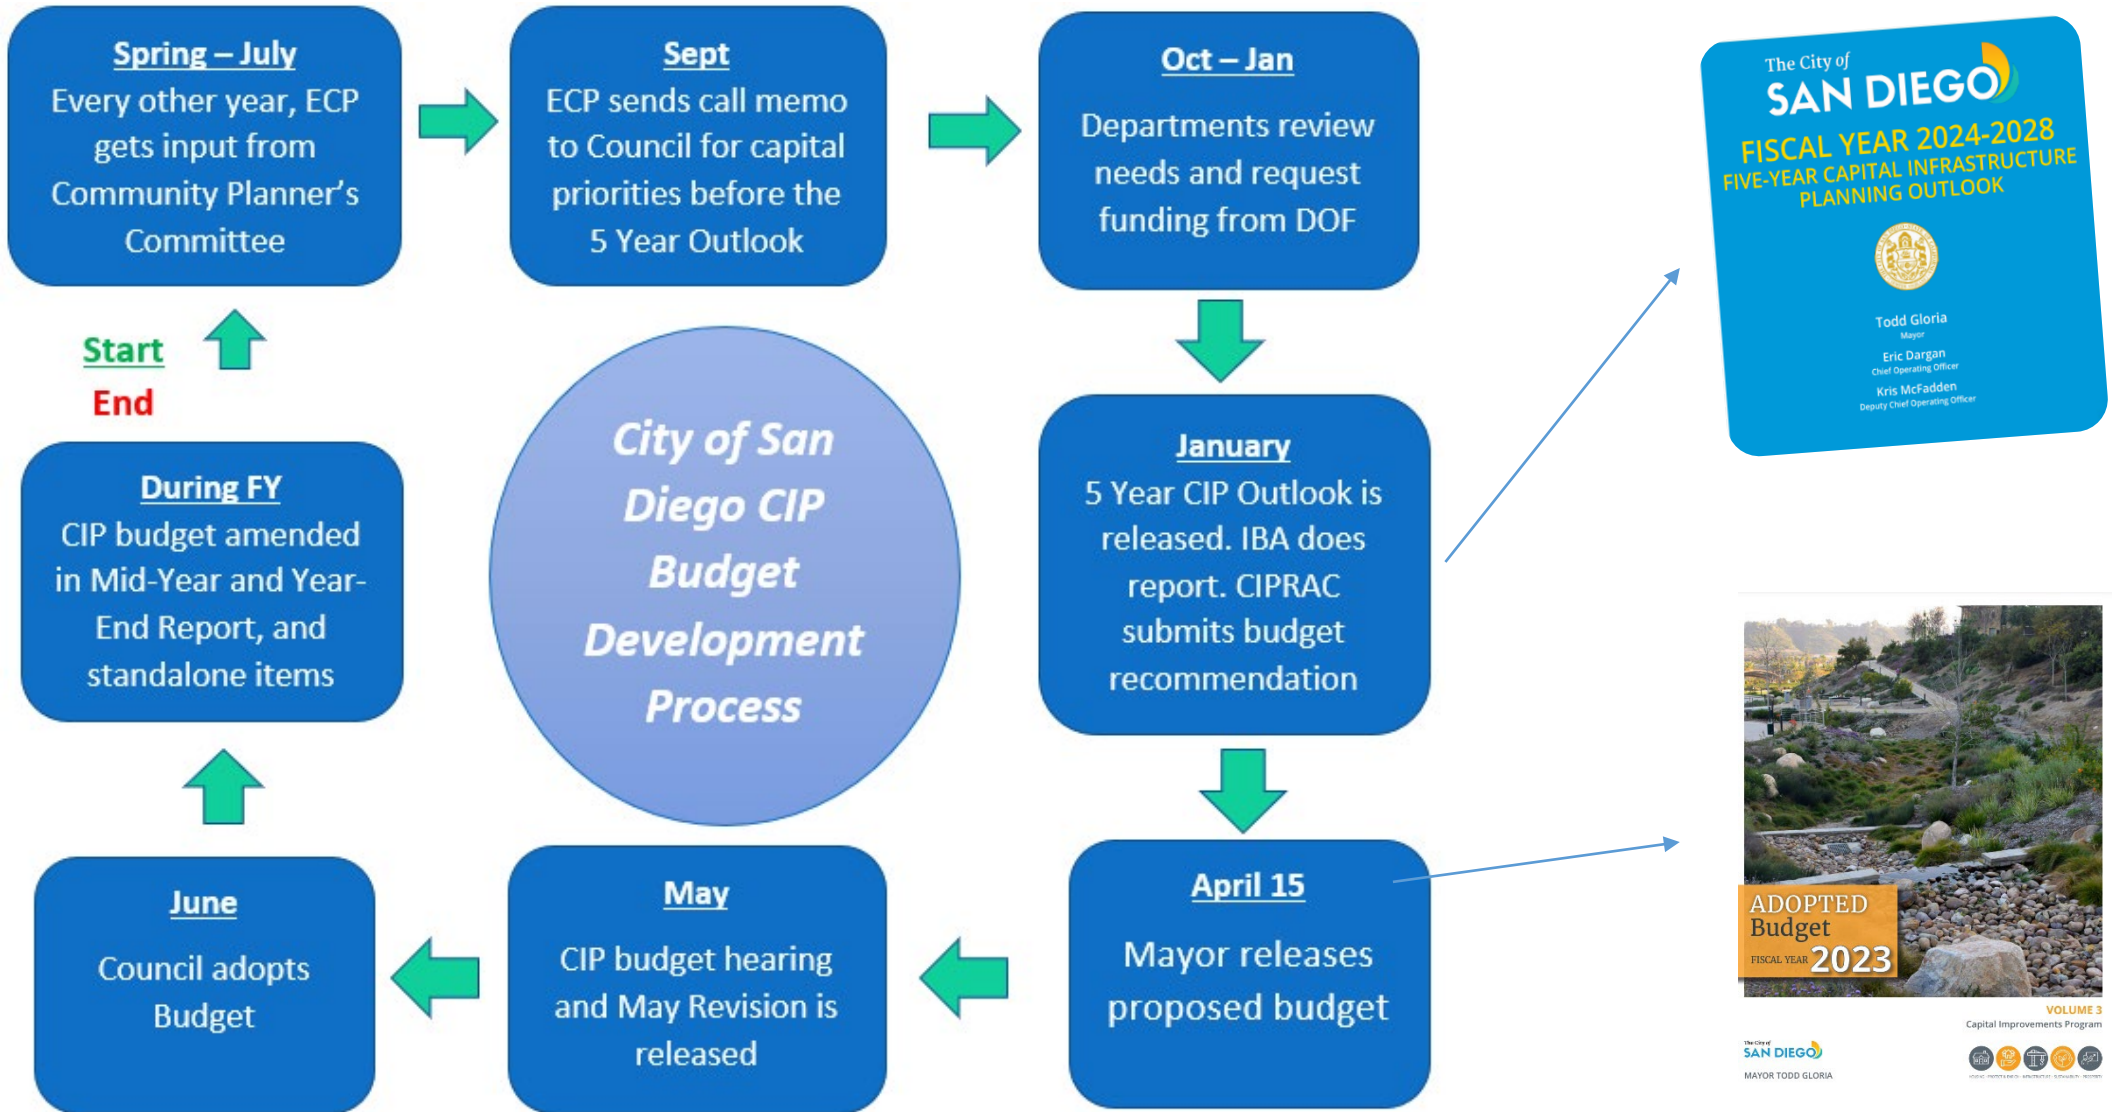 Spring – July
Every other year, ECP
gets input from
Community Planner's
Committee
Sept
ECP sends call memo
to Council for capital
priorities before the
5 Year Outlook
Oct – Jan
Departments review
needs and request
funding from DOF
January
5 Year CIP Outlook is
released. IBA does
report. CIPRAC
submits budget
recommendation
April 15
Mayor releases
proposed budget
May
CIP budget hearing
and May Revision is
released
June
Council adopts
Budget
During FY
CIP budget amended
in Mid-Year and Year-
End Report, and
standalone items
Start
End
City of San
Diego CIP
Budget
Development
Process
The City of
SAN DIEGO
FISCAL YEAR 2024-2028
FIVE-YEAR CAPITAL INFRASTRUCTURE
PLANNING OUTLOOK
Todd Gloria
Mayor
Eric Dargan
Chief Operating Officer
Kris McFadden
Deputy Chief Operating Officer
ADOPTED
Budget
FISCAL YEAR 2023
VOLUME 3
Capital Improvements Program
The City of
SAN DIEGO
MAYOR TODD GLORIA